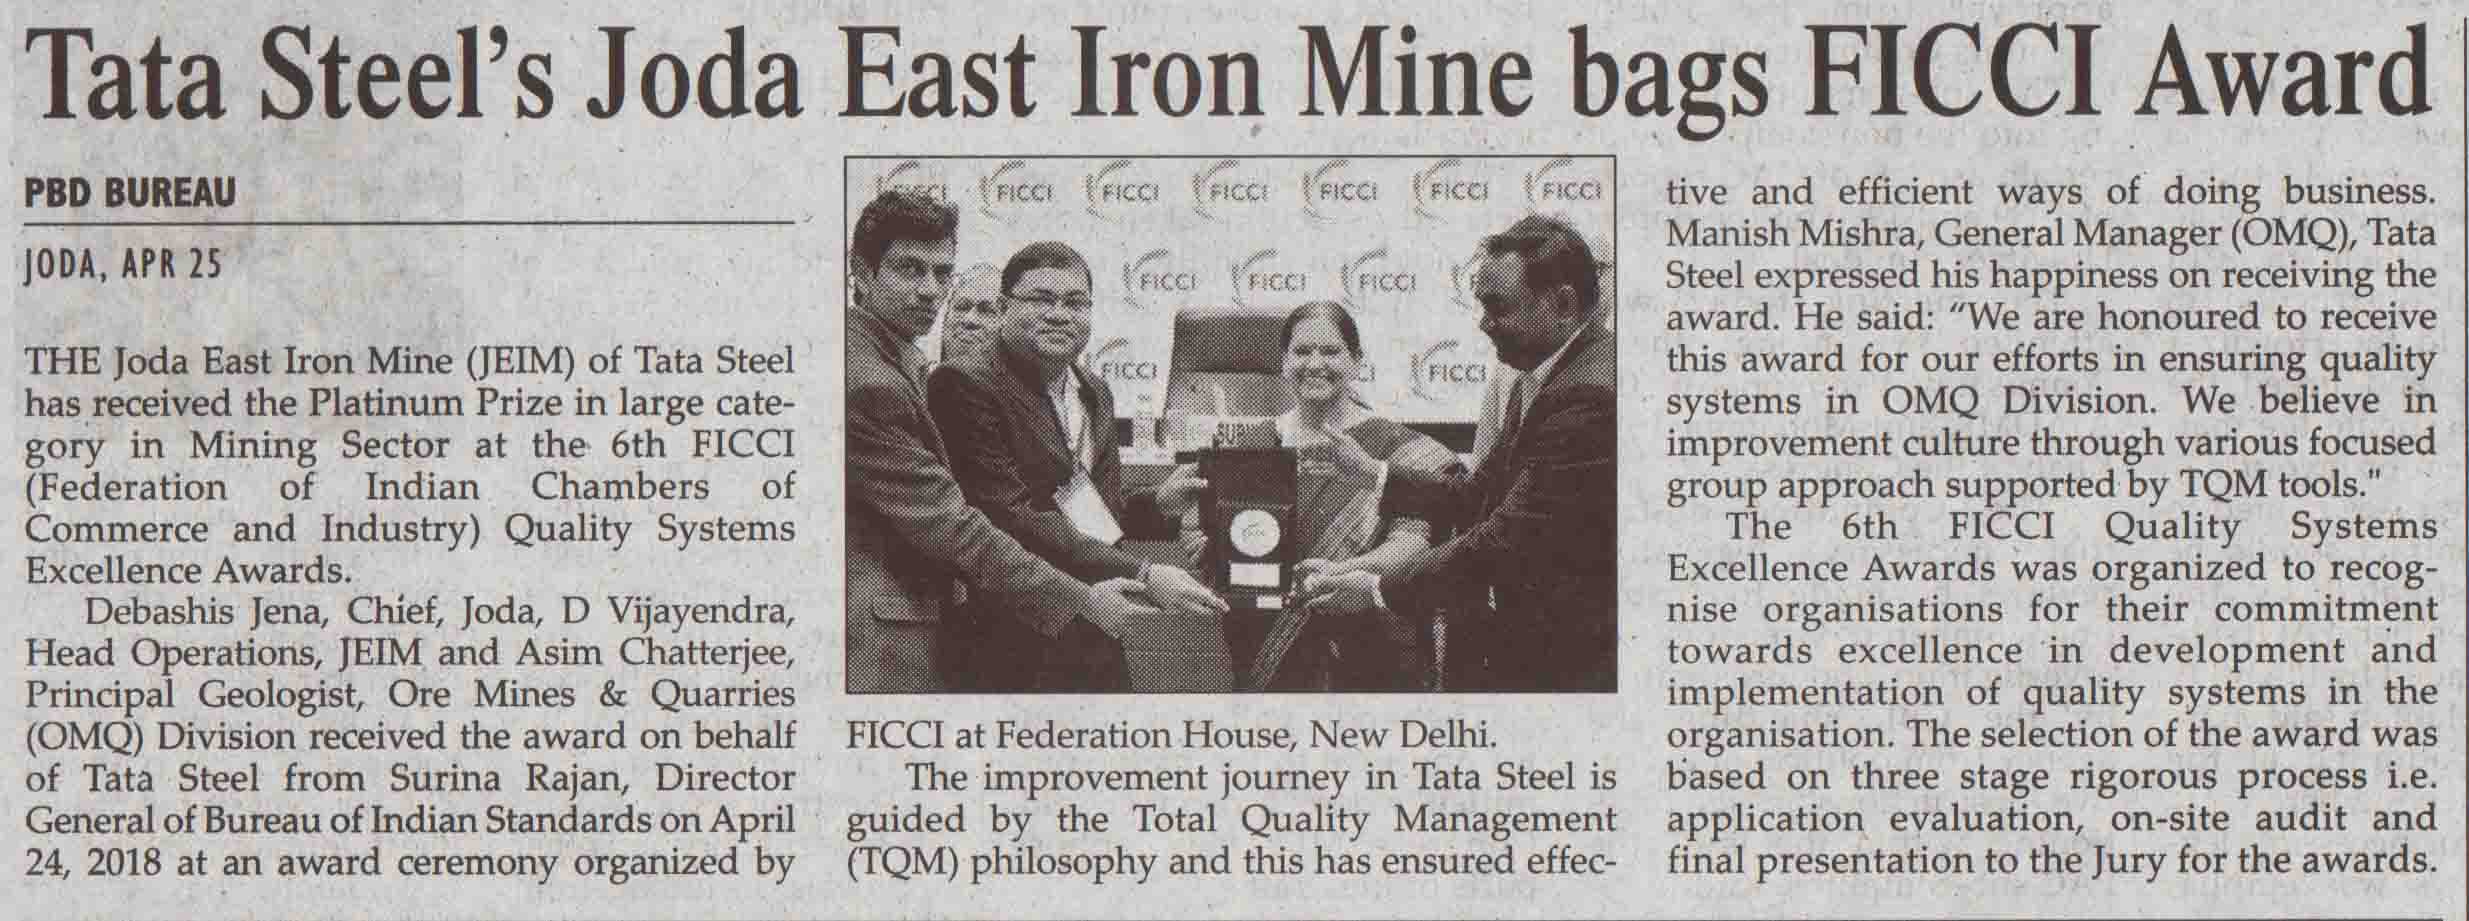 Tata Steel's Joda East Iron Mine bags FICCI Award
PBD BUREAU
JODA, APR 25
THE Joda East Iron Mine (JEIM) of Tata Steel
has received the Platinum Prize in large cate-
gory in Mining Sector at the 6th FICCI
(Federation of Indian Chambers of
Commerce and Industry) Quality Systems
Excellence Awards.
Debashis Jena, Chief, Joda, D Vijayendra,
Head Operations, JEIM and Asim Chatterjee,
Principal Geologist, Ore Mines & Quarries
(OMQ) Division received the award on behalf
of Tata Steel from Surina Rajan, Director
General of Bureau of Indian Standards on April
24, 2018 at an award ceremony organized by
FICCI FICCI FICCI FICCI FICCI FICCI FICCI
FICCI FICCI FICCI
FICCI FICCI
FICCI at Federation House, New Delhi.
The improvement journey in Tata Steel is
guided by the Total Quality Management
(TQM) philosophy and this has ensured effec-
tive and efficient ways of doing business.
Manish Mishra, General Manager (OMQ), Tata
Steel expressed his happiness on receiving the
award. He said: "We are honoured to receive
this award for our efforts in ensuring quality
systems in OMQ Division. We believe in
improvement culture through various focused
group approach supported by TQM tools."
The 6th FICCI Quality Systems
Excellence Awards was organized to recog-
nise organisations for their commitment
towards excellence in development and
implementation of quality systems in the
organisation. The selection of the award was
based on three stage rigorous process i.e.
application evaluation, on-site audit and
final presentation to the Jury for the awards.